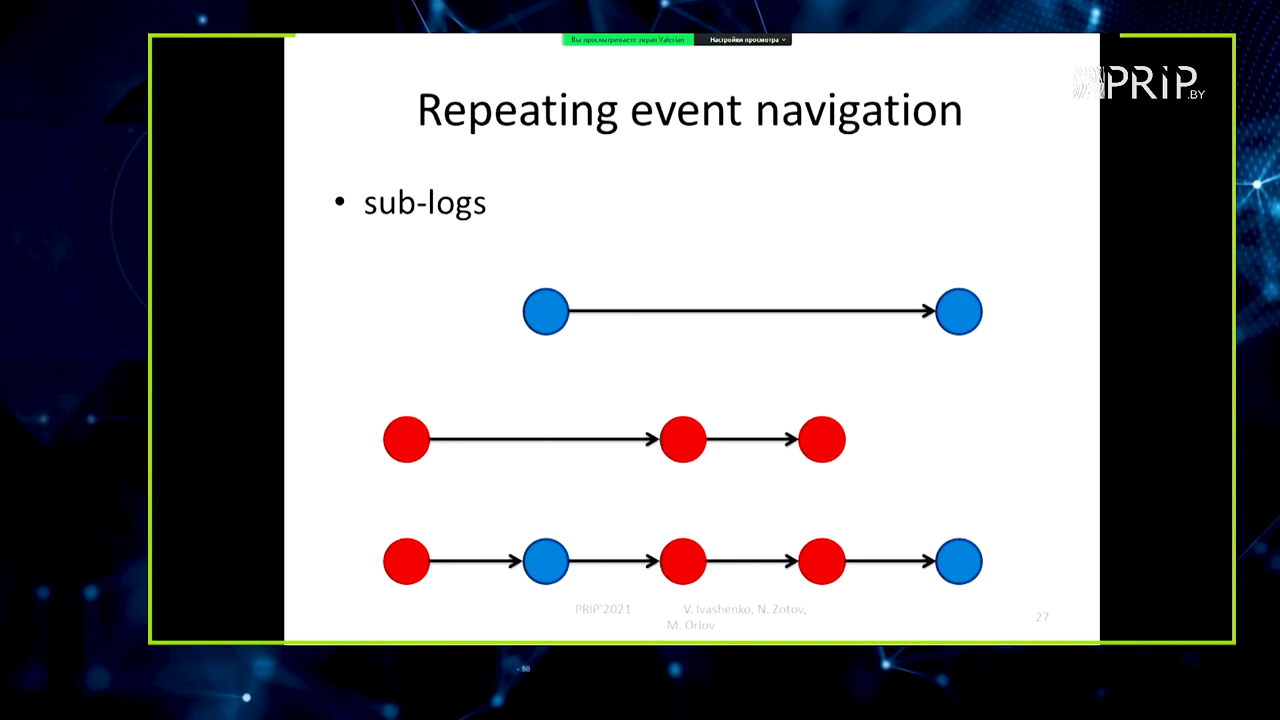 Вы просматриваете экран Valerian Настройки просмотра
PRIP.BY
Repeating event navigation
• sub-logs
PRIP'2021 V. Ivashenko, N. Zotov,
M. Orlov
27
- 50